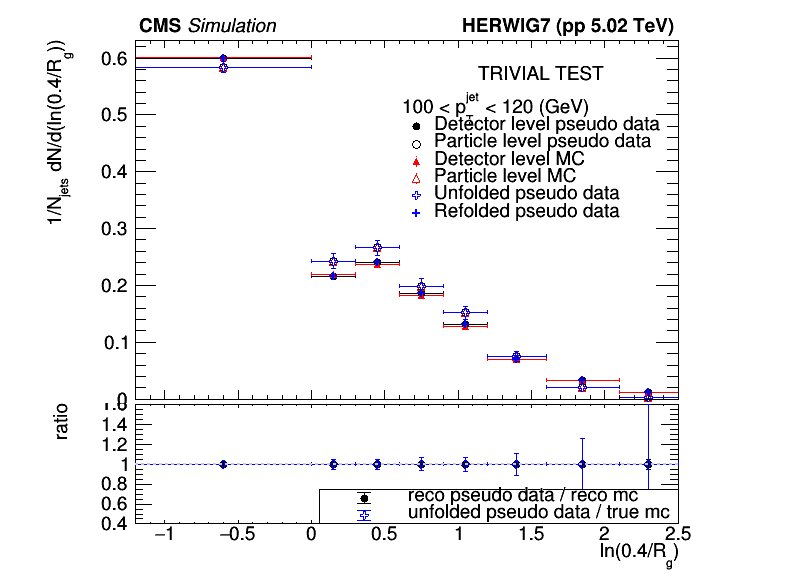 CMS Simulation HERWIG7 (pp 5.02 TeV)
1/N_jets dN/d(ln(0.4/R_g))
0.6
0.5
0.4
0.3
0.2
0.1
0
TRIVIAL TEST
100 < p_T^jet < 120 (GeV)
Detector level pseudo data
Particle level pseudo data
Detector level MC
Particle level MC
Unfolded pseudo data
Refolded pseudo data
ratio
1.6
1.4
1.2
1
0.8
0.6
0.4
reco pseudo data / reco mc
unfolded pseudo data / true mc
−1 −0.5 0 0.5 1 1.5 2 2.5
ln(0.4/R_g)